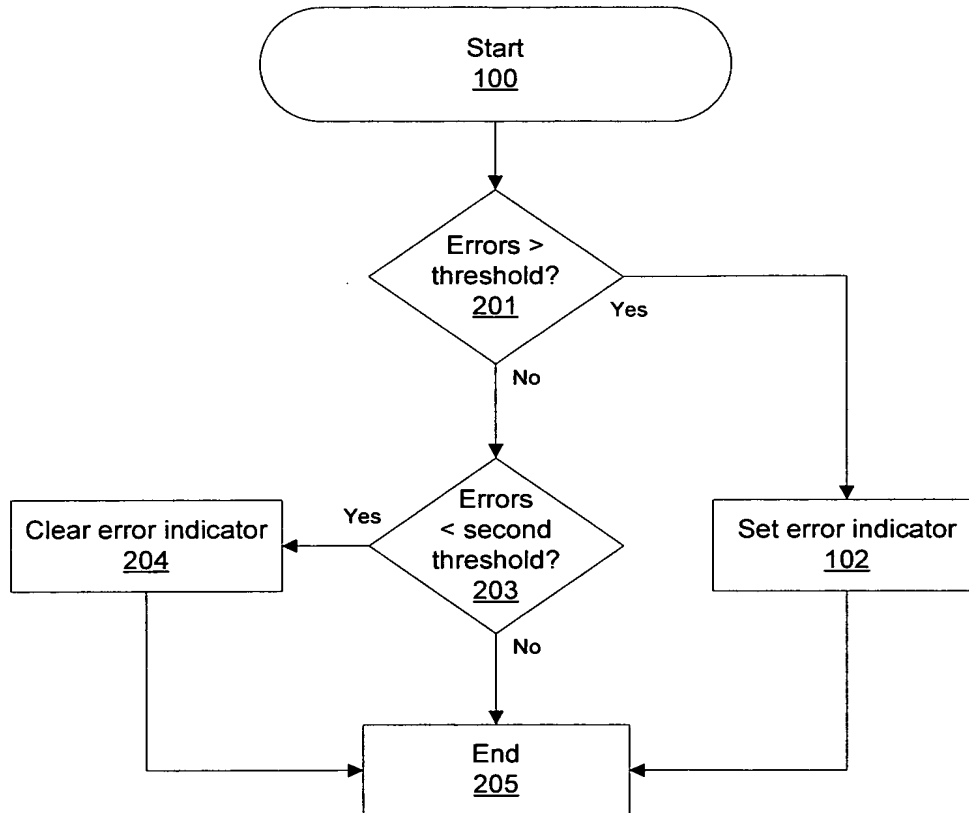 Start
100
Errors >
threshold?
201
Yes
No
Errors
< second
threshold?
203
Yes
No
Clear error indicator
204
Set error indicator
102
End
205